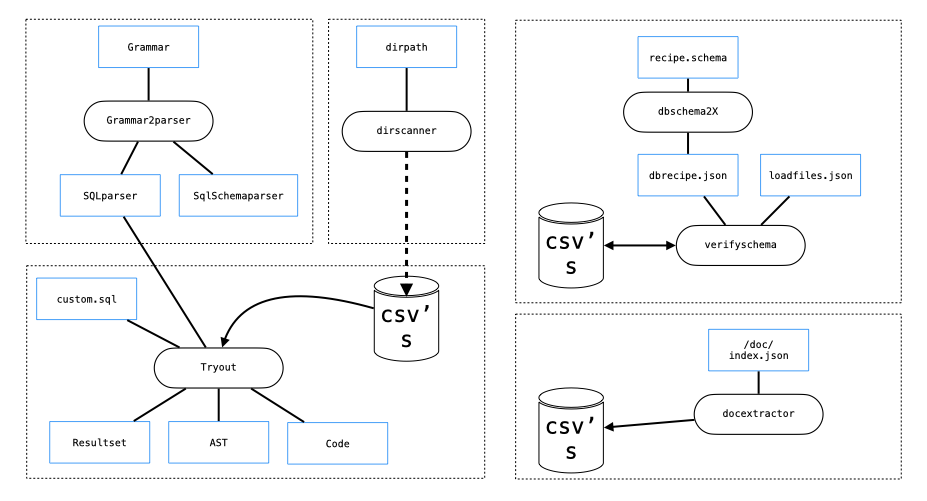 Grammar
Grammar2parser
SQLparser
SqlSchemaparser
dirpath
dirscanner
custom.sql
CSV’
S
Tryout
Resultset
AST
Code
recipe.schema
dbschema2X
dbrecipe.json
loadfiles.json
CSV’
S
verifyschema
/doc/
index.json
docextractor
CSV’
S